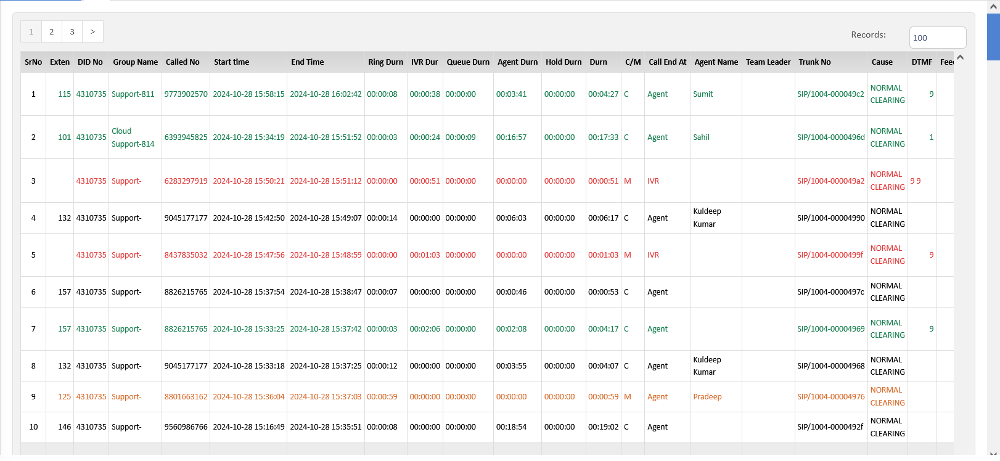 1 2 3 >
Records: 100
SrNo Exten DID No Group Name Called No Start time End Time Ring Durn IVR Dur Queue Durn Agent Durn Hold Durn Durn C/M Call End At Agent Name Team Leader Trunk No Cause DTMF
1 115 4310735 Support-811 9773902570 2024-10-28 15:58:15 2024-10-28 16:02:42 00:00:08 00:00:38 00:00:00 00:03:41 00:00:00 00:04:27 C Agent Sumit SIP/1004-000049c2 NORMAL CLEARING 9
2 101 4310735 Cloud Support-814 6393945825 2024-10-28 15:34:19 2024-10-28 15:51:52 00:00:03 00:00:24 00:00:09 00:16:57 00:00:00 00:17:33 C Agent Sahil SIP/1004-0000496d NORMAL CLEARING 1
3 4310735 Support- 6283297919 2024-10-28 15:50:21 2024-10-28 15:51:12 00:00:00 00:00:51 00:00:00 00:00:00 00:00:00 00:00:51 M IVR SIP/1004-000049a2 NORMAL CLEARING 9 9
4 132 4310735 Support- 9045177177 2024-10-28 15:42:50 2024-10-28 15:49:07 00:00:14 00:00:00 00:00:00 00:06:03 00:00:00 00:06:17 C Agent Kuldeep Kumar SIP/1004-00004990 NORMAL CLEARING
5 4310735 Support- 8437835032 2024-10-28 15:47:56 2024-10-28 15:48:59 00:00:00 00:01:03 00:00:00 00:00:00 00:00:00 00:01:03 M IVR SIP/1004-0000499f NORMAL CLEARING 9
6 157 4310735 Support- 8826215765 2024-10-28 15:37:54 2024-10-28 15:38:47 00:00:07 00:00:00 00:00:00 00:00:46 00:00:00 00:00:53 C Agent SIP/1004-0000497c NORMAL CLEARING
7 157 4310735 Support- 8826215765 2024-10-28 15:33:25 2024-10-28 15:37:42 00:00:03 00:02:06 00:00:00 00:02:08 00:00:00 00:04:17 C Agent SIP/1004-00004969 NORMAL CLEARING 9
8 132 4310735 Support- 9045177177 2024-10-28 15:33:18 2024-10-28 15:37:25 00:00:12 00:00:00 00:00:00 00:03:55 00:00:00 00:04:07 C Agent Kuldeep Kumar SIP/1004-00004968 NORMAL CLEARING
9 125 4310735 Support- 8801663162 2024-10-28 15:36:04 2024-10-28 15:37:03 00:00:59 00:00:00 00:00:00 00:00:00 00:00:00 00:00:59 M Agent Pradeep SIP/1004-00004976 NORMAL CLEARING
10 146 4310735 Support- 9560986766 2024-10-28 15:16:49 2024-10-28 15:35:51 00:00:08 00:00:00 00:00:00 00:18:54 00:00:00 00:19:02 C Agent SIP/1004-0000492f NORMAL CLEARING